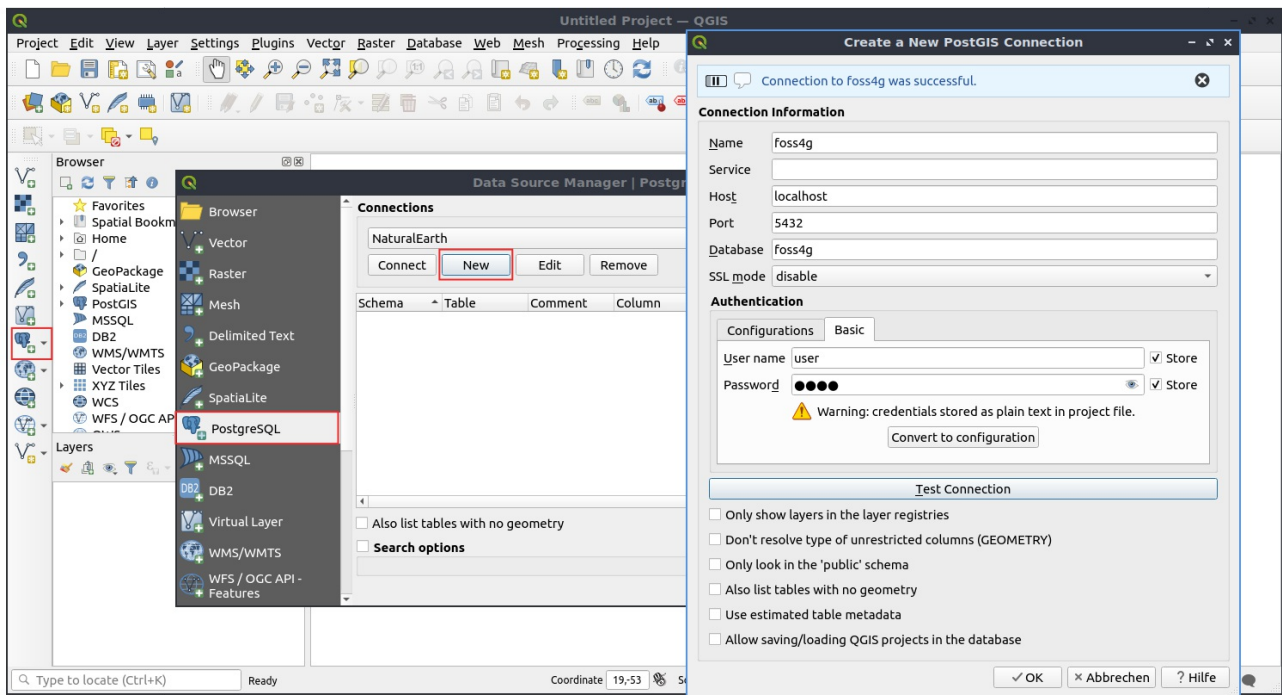 Untitled Project — QGIS
Project Edit View Layer Settings Plugins Vector Raster Database Web Mesh Processing Help
Browser
Favorites
Spatial Bookm
Home
/
GeoPackage
SpatiaLite
PostGIS
MSSQL
DB2
WMS/WMTS
Vector Tiles
XYZ Tiles
WCS
WFS / OGC AP
Layers
Data Source Manager | Postgr
Browser
Vector
Raster
Mesh
Delimited Text
GeoPackage
SpatiaLite
PostgreSQL
MSSQL
DB2
Virtual Layer
WMS/WMTS
WFS / OGC API -
Features
Connections
NaturalEarth
Connect New Edit Remove
Schema Table Comment Column
Also list tables with no geometry
Search options
Create a New PostGIS Connection
Connection to foss4g was successful.
Connection Information
Name foss4g
Service
Host localhost
Port 5432
Database foss4g
SSL mode disable
Authentication
Configurations Basic
User name user Store
Password ●●●● Store
Warning: credentials stored as plain text in project file.
Convert to configuration
Test Connection
Only show layers in the layer registries
Don't resolve type of unrestricted columns (GEOMETRY)
Only look in the 'public' schema
Also list tables with no geometry
Use estimated table metadata
Allow saving/loading QGIS projects in the database
OK Abbrechen Hilfe
Type to locate (Ctrl+K) Ready Coordinate 19,-53